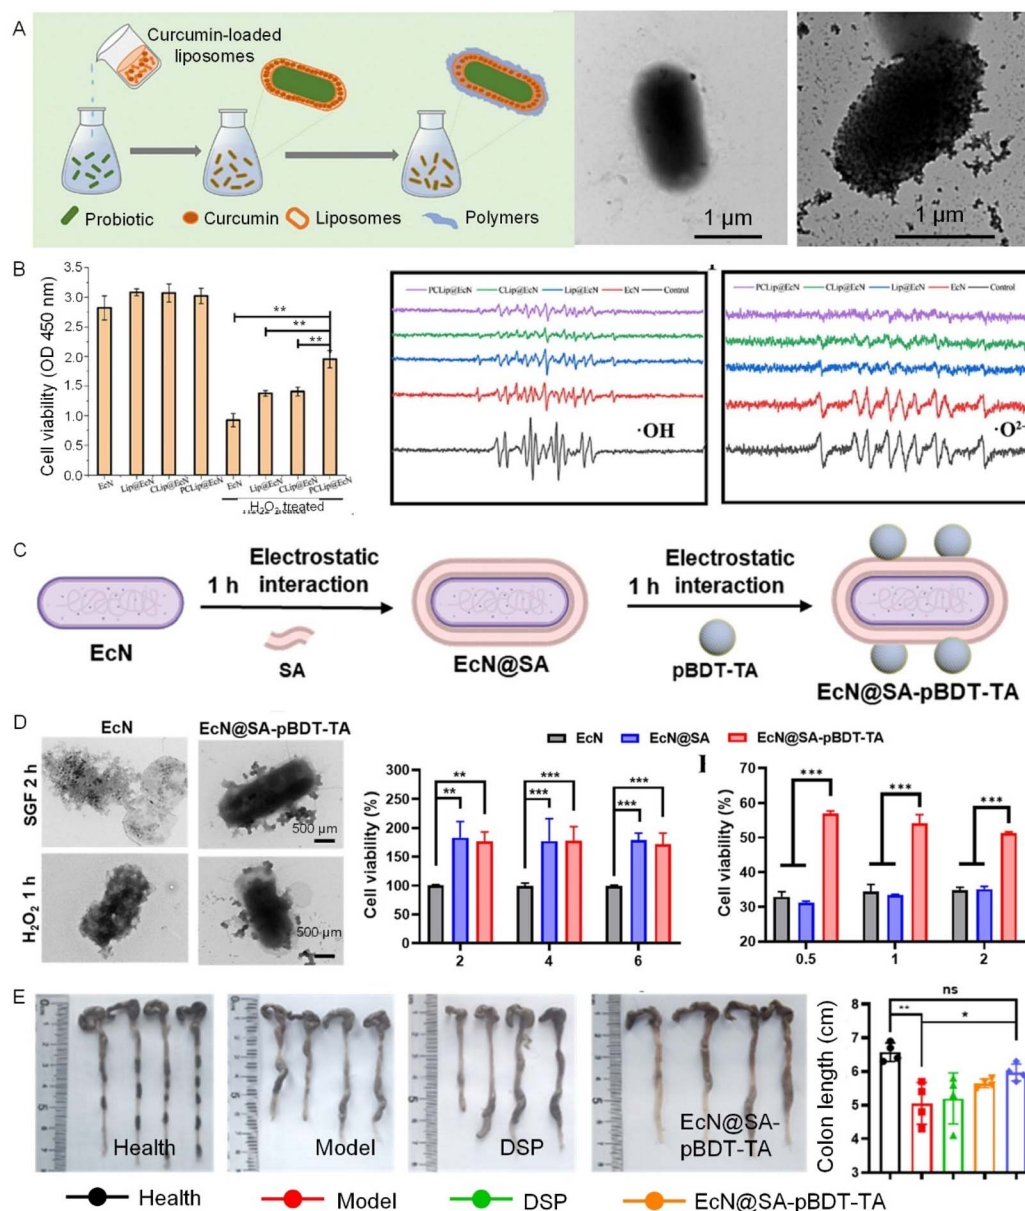 A
Curcumin-loaded
liposomes
Probiotic
Curcumin
Liposomes
Polymers
1 μm
1 μm
B
Cell viability (OD 450 nm)
3.5
3.0
2.5
2.0
1.5
1.0
0.5
0.0
**
**
**
EcN
Lip@EcN
CLip@EcN
PCLip@EcN
EcN
Lip@EcN
CLip@EcN
PCLip@EcN
H₂O₂ treated
PCLip@EcN CLip@EcN Lip@EcN EcN Control
·OH
PCLip@EcN CLip@EcN Lip@EcN EcN Control
·O²⁻
C
EcN
Electrostatic
1 h interaction
SA
EcN@SA
Electrostatic
1 h interaction
pBDT-TA
EcN@SA-pBDT-TA
D
EcN
EcN@SA-pBDT-TA
SGF 2 h
500 μm
H₂O₂ 1 h
500 μm
EcN EcN@SA EcN@SA-pBDT-TA
Cell viability (%)
300
250
200
150
100
50
0
** **
*** ***
*** ***
2 4 6
Cell viability (%)
70
60
50
40
30
20
***
***
***
0.5 1 2
E
Health
Model
DSP
EcN@SA-
pBDT-TA
Colon length (cm)
8
7
6
5
4
3
ns
**
*
Health
Model
DSP
EcN@SA-pBDT-TA